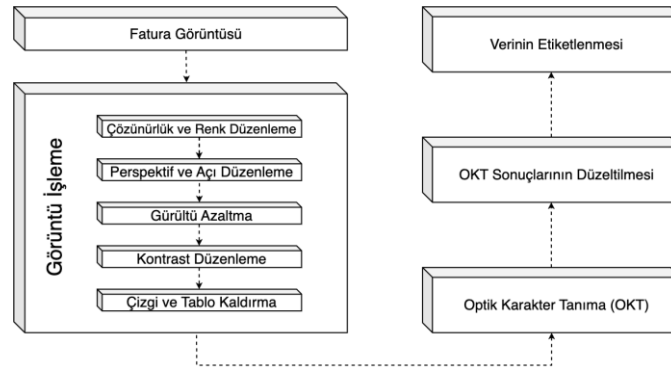 Fatura Görüntüsü
Görüntü İşleme
Çözünürlük ve Renk Düzenleme
Perspektif ve Açı Düzenleme
Gürültü Azaltma
Kontrast Düzenleme
Çizgi ve Tablo Kaldırma
Optik Karakter Tanıma (OKT)
OKT Sonuçlarının Düzeltilmesi
Verinin Etiketlenmesi